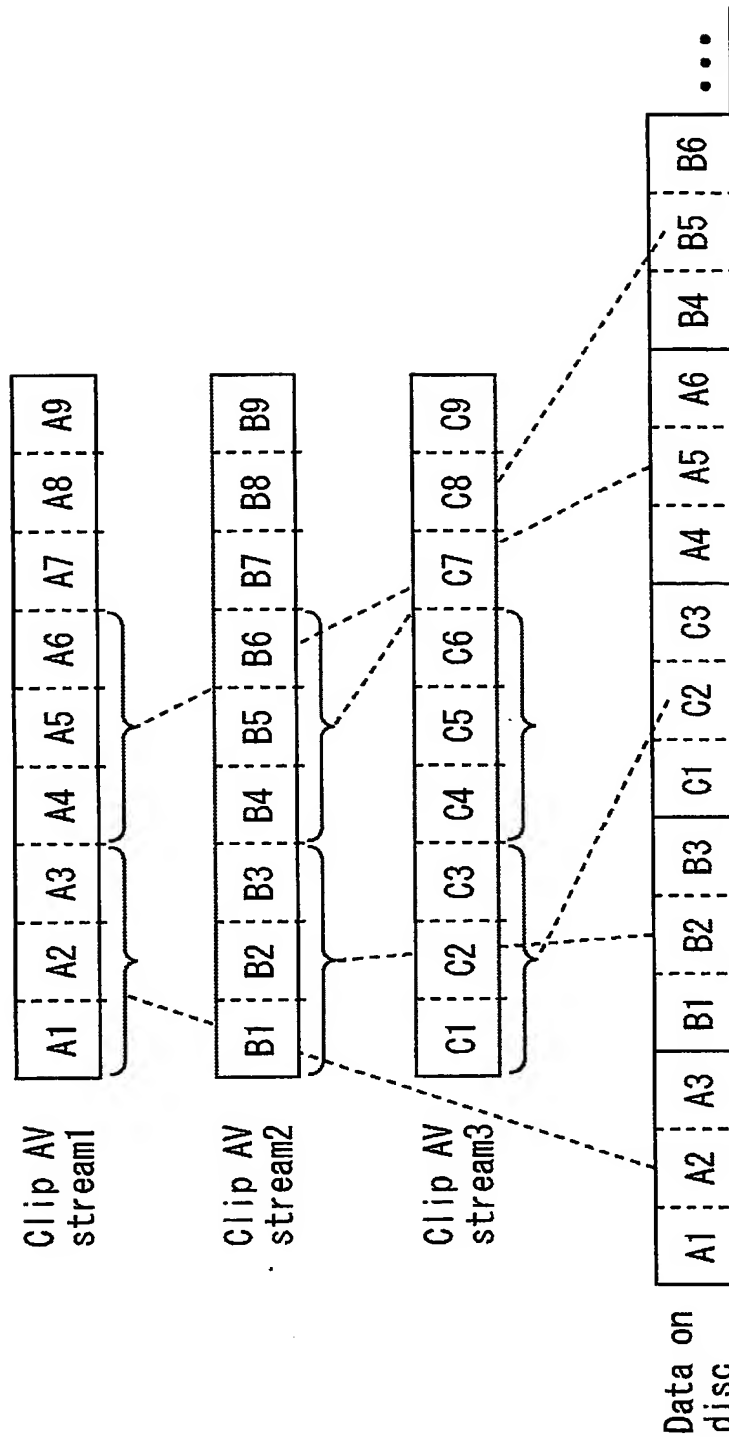 Clip AV
stream1
A1 A2 A3 A4 A5 A6 A7 A8 A9
Clip AV
stream2
B1 B2 B3 B4 B5 B6 B7 B8 B9
Clip AV
stream3
C1 C2 C3 C4 C5 C6 C7 C8 C9
Data on
disc
A1 A2 A3 B1 B2 B3 C1 C2 C3 A4 A5 A6 B4 B5 B6 ...